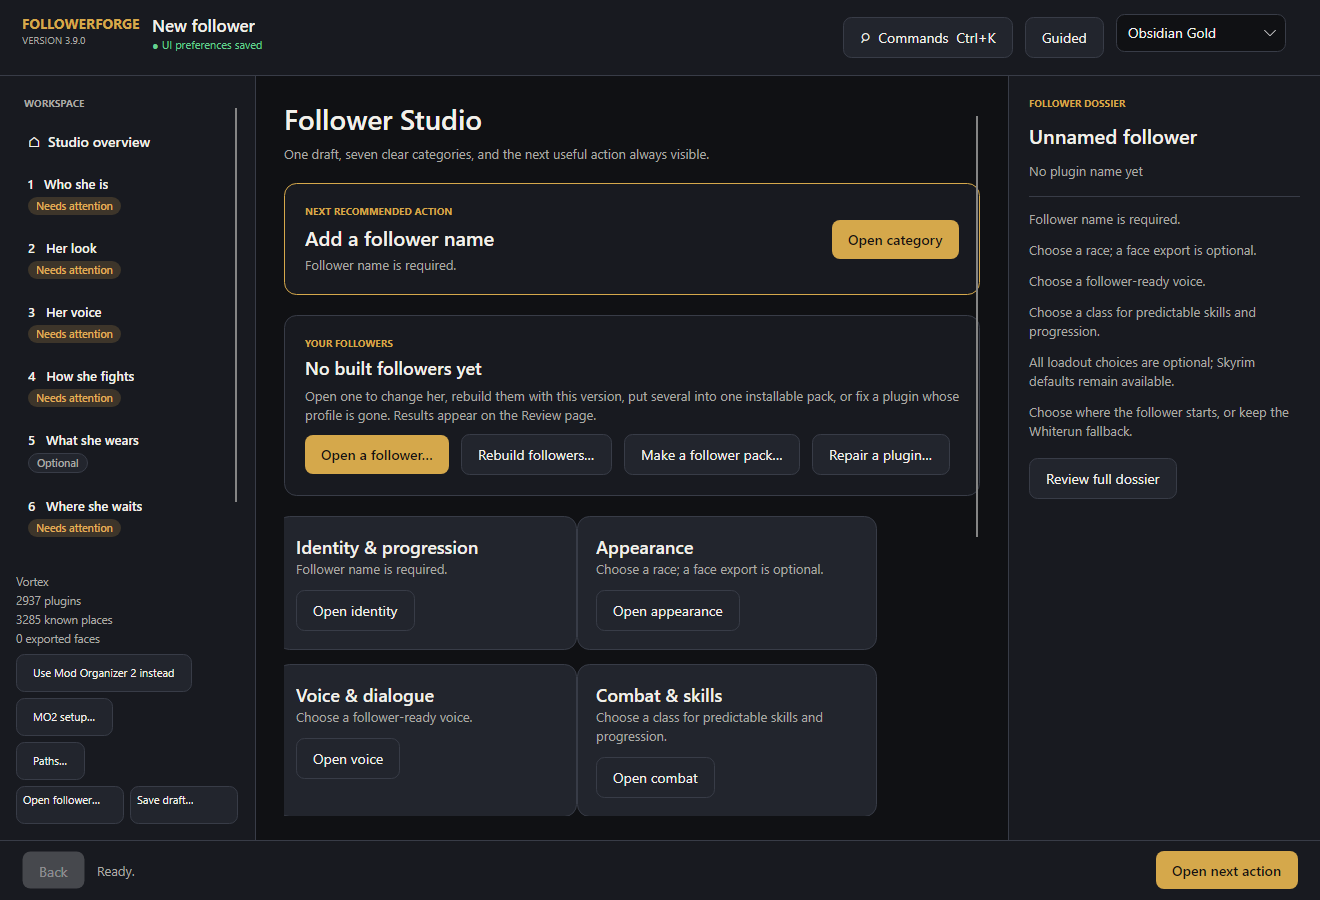 FOLLOWERFORGE
VERSION 3.9.0
New follower
UI preferences saved
Commands Ctrl+K
Guided
Obsidian Gold
WORKSPACE
Studio overview
1 Who she is
Needs attention
2 Her look
Needs attention
3 Her voice
Needs attention
4 How she fights
Needs attention
5 What she wears
Optional
6 Where she waits
Needs attention
Vortex
2937 plugins
3285 known places
0 exported faces
Use Mod Organizer 2 instead
MO2 setup...
Paths...
Open follower...
Save draft...
Follower Studio
One draft, seven clear categories, and the next useful action always visible.
NEXT RECOMMENDED ACTION
Add a follower name
Follower name is required.
Open category
YOUR FOLLOWERS
No built followers yet
Open one to change her, rebuild them with this version, put several into one installable pack, or fix a plugin whose
profile is gone. Results appear on the Review page.
Open a follower...
Rebuild followers...
Make a follower pack...
Repair a plugin...
Identity & progression
Follower name is required.
Open identity
Appearance
Choose a race; a face export is optional.
Open appearance
Voice & dialogue
Choose a follower-ready voice.
Open voice
Combat & skills
Choose a class for predictable skills and
progression.
Open combat
FOLLOWER DOSSIER
Unnamed follower
No plugin name yet
Follower name is required.
Choose a race; a face export is optional.
Choose a follower-ready voice.
Choose a class for predictable skills and
progression.
All loadout choices are optional; Skyrim
defaults remain available.
Choose where the follower starts, or keep the
Whiterun fallback.
Review full dossier
Back
Ready.
Open next action